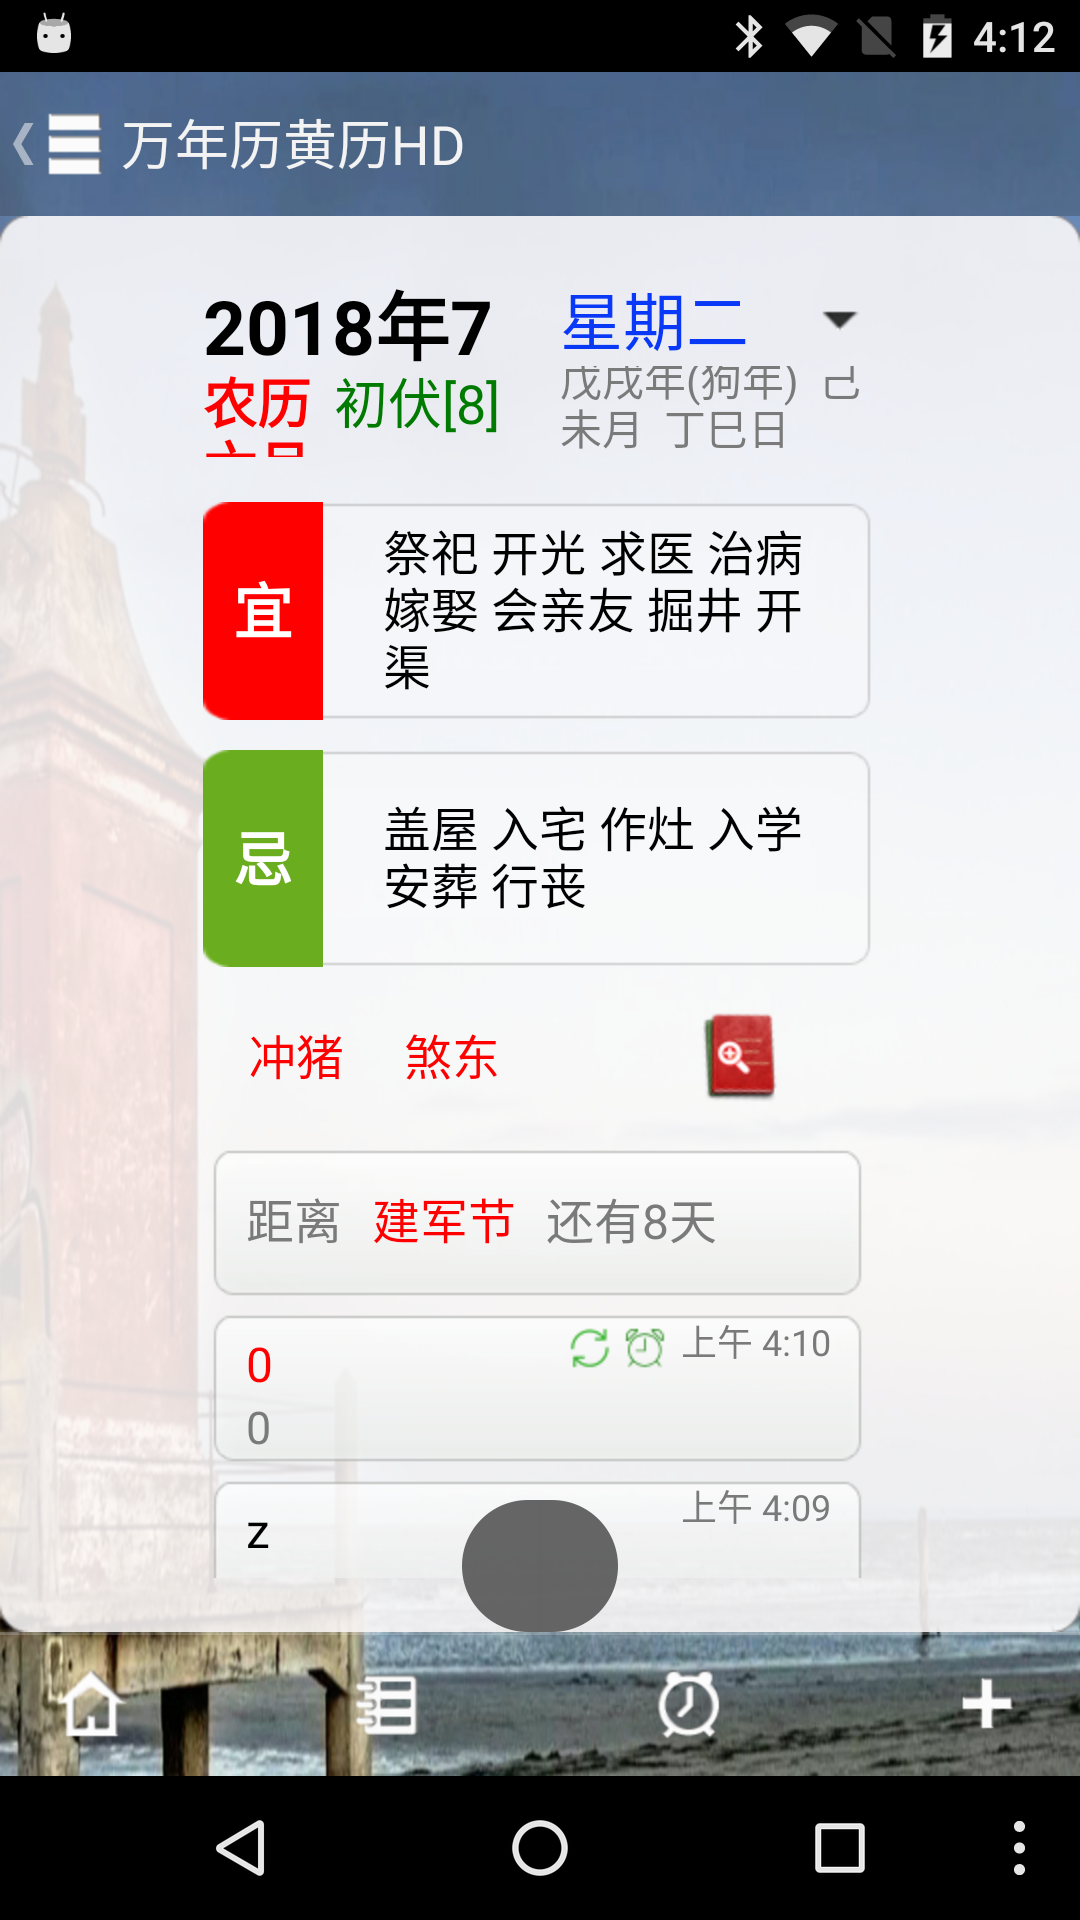 4:12
万年历黄历HD
2018年7
星期二
农历
初伏[8]
戊戌年(狗年) 己
未月 丁巳日
宜
祭祀 开光 求医 治病
嫁娶 会亲友 掘井 开
渠
忌
盖屋 入宅 作灶 入学
安葬 行丧
冲猪 煞东
距离 建军节 还有8天
0
上午 4:10
0
z
上午 4:09